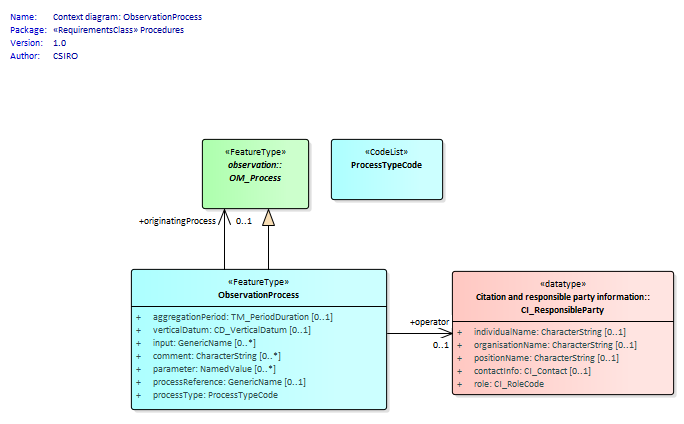 Name: Context diagram: ObservationProcess
Package: «RequirementsClass» Procedures
Version: 1.0
Author: CSIRO
«FeatureType»
observation::
OM_Process
«CodeList»
ProcessTypeCode
+originatingProcess 0..1
«FeatureType»
ObservationProcess
+ aggregationPeriod: TM_PeriodDuration [0..1]
+ verticalDatum: CD_VerticalDatum [0..1]
+ input: GenericName [0..*]
+ comment: CharacterString [0..*]
+ parameter: NamedValue [0..*]
+ processReference: GenericName [0..1]
+ processType: ProcessTypeCode
+operator
0..1
«datatype»
Citation and responsible party information::
CI_ResponsibleParty
+ individualName: CharacterString [0..1]
+ organisationName: CharacterString [0..1]
+ positionName: CharacterString [0..1]
+ contactInfo: CI_Contact [0..1]
+ role: CI_RoleCode